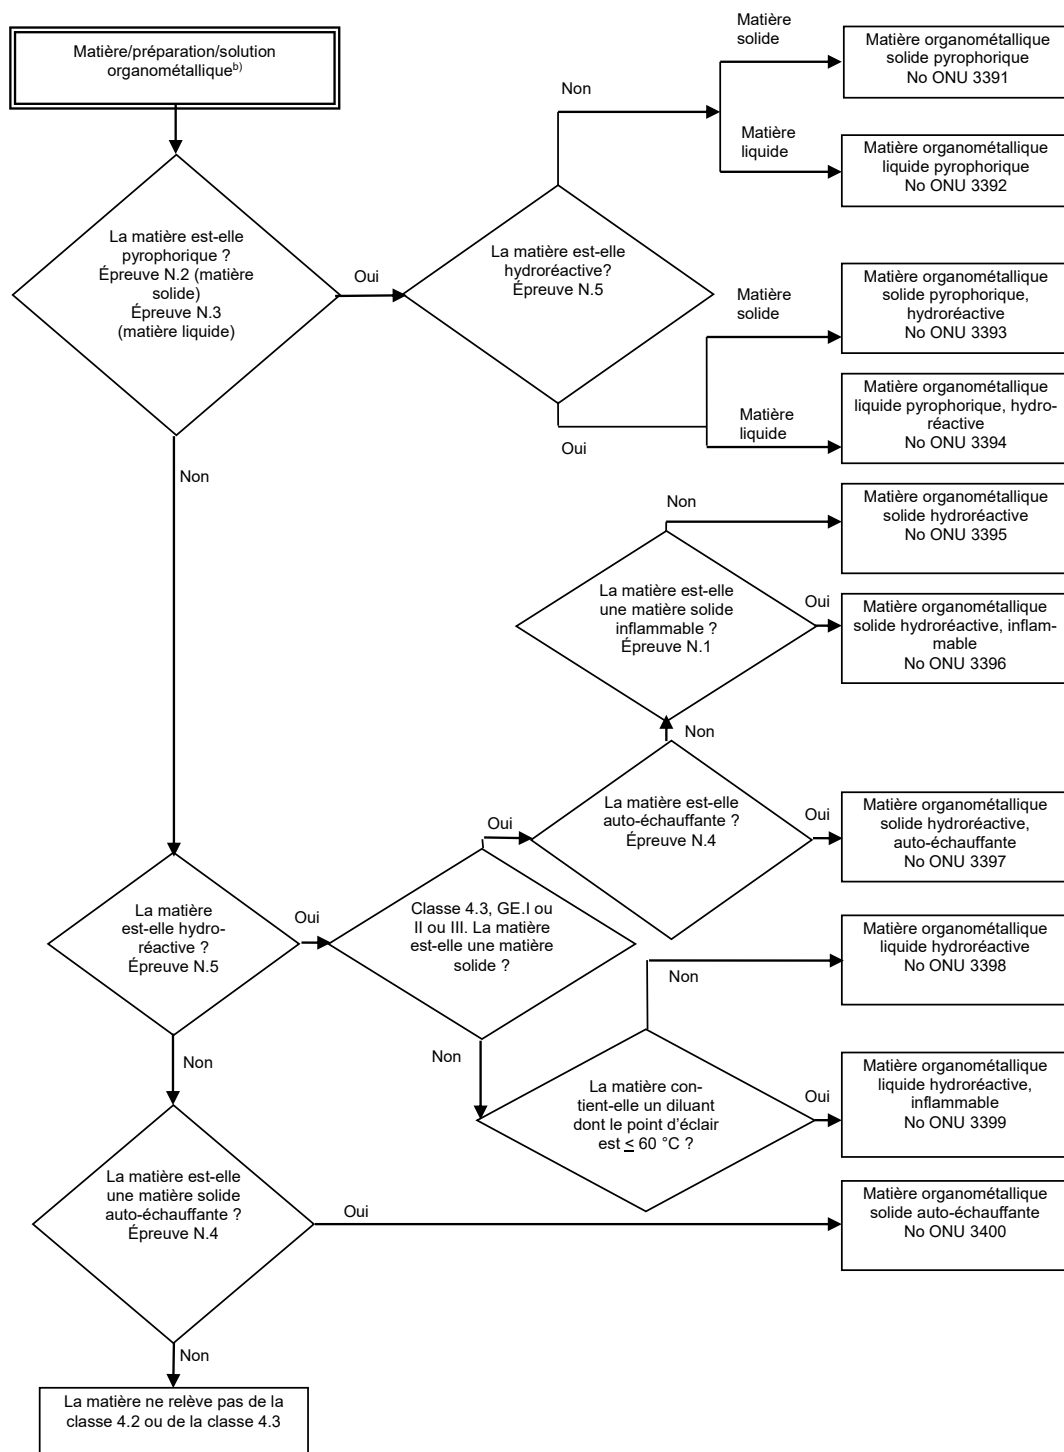 Matière/préparation/solution
organométallique b)
La matière est-elle
pyrophorique ?
Épreuve N.2 (matière
solide)
Épreuve N.3
(matière liquide)
Oui
Non
La matière est-elle
hydroréactive?
Épreuve N.5
Non
Matière
solide
Matière organométallique
solide pyrophorique
No ONU 3391
Matière
liquide
Matière organométallique
liquide pyrophorique
No ONU 3392
Oui
Matière
solide
Matière organométallique
solide pyrophorique,
hydroréactive
No ONU 3393
Matière
liquide
Matière organométallique
liquide pyrophorique, hydro-
réactive
No ONU 3394
La matière
est-elle hydro-
réactive ?
Épreuve N.5
Oui
Non
Classe 4.3, GE.I ou
II ou III. La matière
est-elle une matière
solide ?
Oui
Non
La matière est-elle
auto-échauffante ?
Épreuve N.4
Non
Oui
La matière est-elle
une matière solide
inflammable ?
Épreuve N.1
Non
Matière organométallique
solide hydroréactive
No ONU 3395
Oui
Matière organométallique
solide hydroréactive, inflam-
mable
No ONU 3396
Matière organométallique
solide hydroréactive,
auto-échauffante
No ONU 3397
La matière con-
tient-elle un diluant
dont le point d'éclair
est ≤ 60 °C ?
Non
Matière organométallique
liquide hydroréactive
No ONU 3398
Oui
Matière organométallique
liquide hydroréactive,
inflammable
No ONU 3399
La matière est-elle
une matière solide
auto-échauffante ?
Épreuve N.4
Oui
Matière organométallique
solide auto-échauffante
No ONU 3400
Non
La matière ne relève pas de la
classe 4.2 ou de la classe 4.3